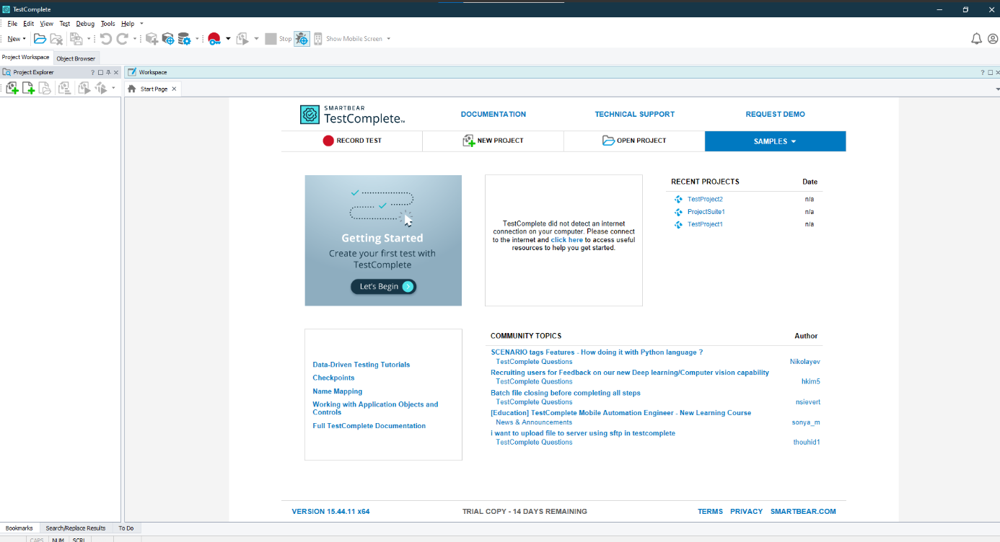 TestComplete
File Edit View Test Debug Tools Help
New Stop Show Mobile Screen
Project Workspace Object Browser
Project Explorer ? Workspace ?
Start Page
SMARTBEAR
TestComplete™
DOCUMENTATION TECHNICAL SUPPORT REQUEST DEMO
RECORD TEST NEW PROJECT OPEN PROJECT SAMPLES
Getting Started
Create your first test with
TestComplete
Let's Begin
TestComplete did not detect an internet
connection on your computer. Please connect
to the internet and click here to access useful
resources to help you get started.
RECENT PROJECTS Date
TestProject2 n/a
ProjectSuite1 n/a
TestProject1 n/a
Data-Driven Testing Tutorials
Checkpoints
Name Mapping
Working with Application Objects and
Controls
Full TestComplete Documentation
COMMUNITY TOPICS Author
SCENARIO tags Features - How doing it with Python language ?
TestComplete Questions Nikolayev
Recruiting users for Feedback on our new Deep learning/Computer vision capability
TestComplete Questions hkim5
Batch file closing before completing all steps
TestComplete Questions nsievert
[Education] TestComplete Mobile Automation Engineer - New Learning Course
News & Announcements sonya_m
i want to upload file to server using sftp in testcomplete
TestComplete Questions thouhid1
VERSION 15.44.11 x64 TRIAL COPY - 14 DAYS REMAINING TERMS PRIVACY SMARTBEAR.COM
Bookmarks Search/Replace Results To Do
CAPS NUM SCRL